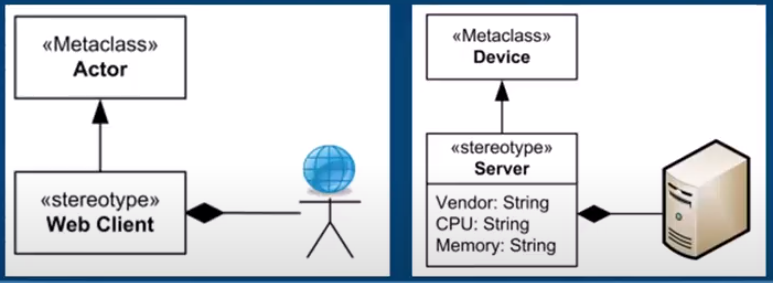 «Metaclass»
Actor
«stereotype»
Web Client
«Metaclass»
Device
«stereotype»
Server
Vendor: String
CPU: String
Memory: String